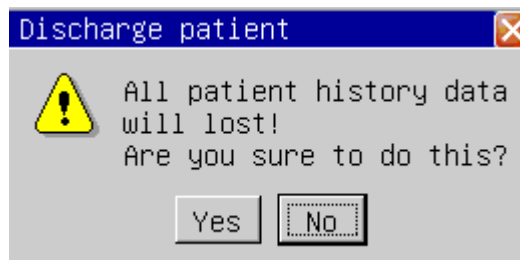 Discharge patient
All patient history data
will lost!
Are you sure to do this?
Yes No